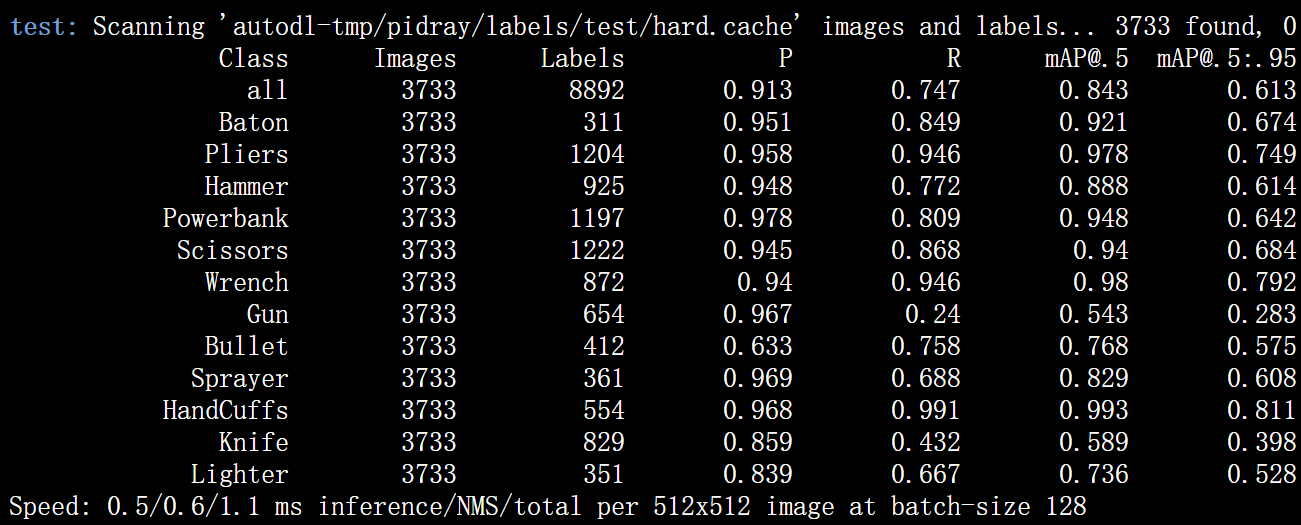 test: Scanning 'autodl-tmp/pidray/labels/test/hard.cache' images and labels... 3733 found, 0
Class Images Labels P R mAP@.5 mAP@.5:.95
all 3733 8892 0.913 0.747 0.843 0.613
Baton 3733 311 0.951 0.849 0.921 0.674
Pliers 3733 1204 0.958 0.946 0.978 0.749
Hammer 3733 925 0.948 0.772 0.888 0.614
Powerbank 3733 1197 0.978 0.809 0.948 0.642
Scissors 3733 1222 0.945 0.868 0.94 0.684
Wrench 3733 872 0.94 0.946 0.98 0.792
Gun 3733 654 0.967 0.24 0.543 0.283
Bullet 3733 412 0.633 0.758 0.768 0.575
Sprayer 3733 361 0.969 0.688 0.829 0.608
HandCuffs 3733 554 0.968 0.991 0.993 0.811
Knife 3733 829 0.859 0.432 0.589 0.398
Lighter 3733 351 0.839 0.667 0.736 0.528
Speed: 0.5/0.6/1.1 ms inference/NMS/total per 512x512 image at batch-size 128